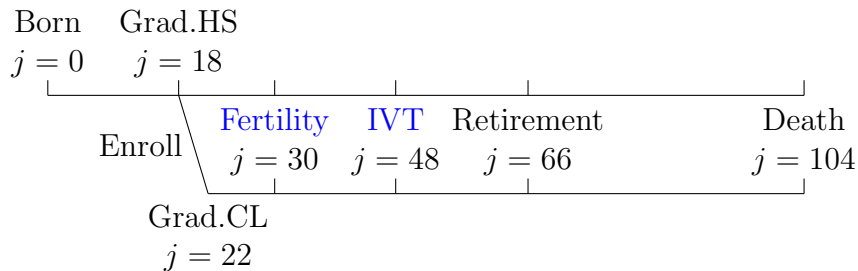 Born Grad.HS
j = 0 j = 18
Enroll
Fertility IVT Retirement Death
j = 30 j = 48 j = 66 j = 104
Grad.CL
j = 22